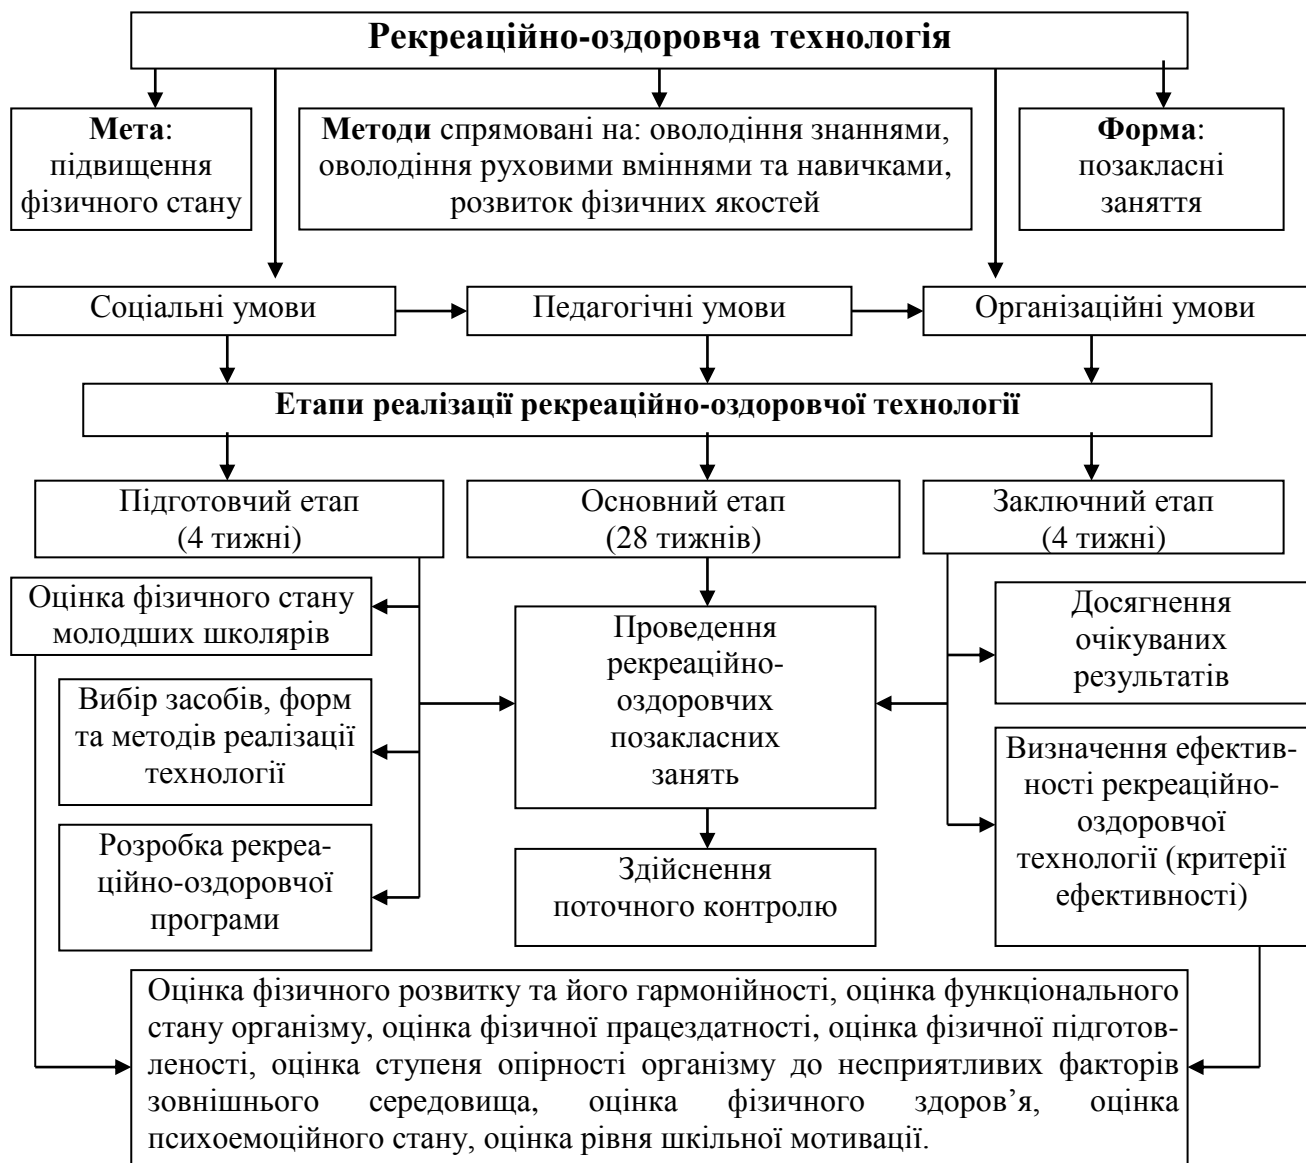 Рекреаційно-оздоровча технологія
Мета:
підвищення
фізичного стану
Методи спрямовані на: оволодіння знаннями,
оволодіння руховими вміннями та навичками,
розвиток фізичних якостей
Форма:
позакласні
заняття
Соціальні умови
Педагогічні умови
Організаційні умови
Етапи реалізації рекреаційно-оздоровчої технології
Підготовчий етап
(4 тижні)
Основний етап
(28 тижнів)
Заключний етап
(4 тижні)
Оцінка фізичного стану
молодших школярів
Вибір засобів, форм
та методів реалізації
технології
Розробка рекреа-
ційно-оздоровчої
програми
Проведення
рекреаційно-
оздоровчих
позакласних
занять
Здійснення
поточного контролю
Досягнення
очікуваних
результатів
Визначення ефектив-
ності рекреаційно-
оздоровчої
технології (критерії
ефективності)
Оцінка фізичного розвитку та його гармонійності, оцінка функціонального
стану організму, оцінка фізичної працездатності, оцінка фізичної підготов-
леності, оцінка ступеня опірності організму до несприятливих факторів
зовнішнього середовища, оцінка фізичного здоров’я, оцінка
психоемоційного стану, оцінка рівня шкільної мотивації.